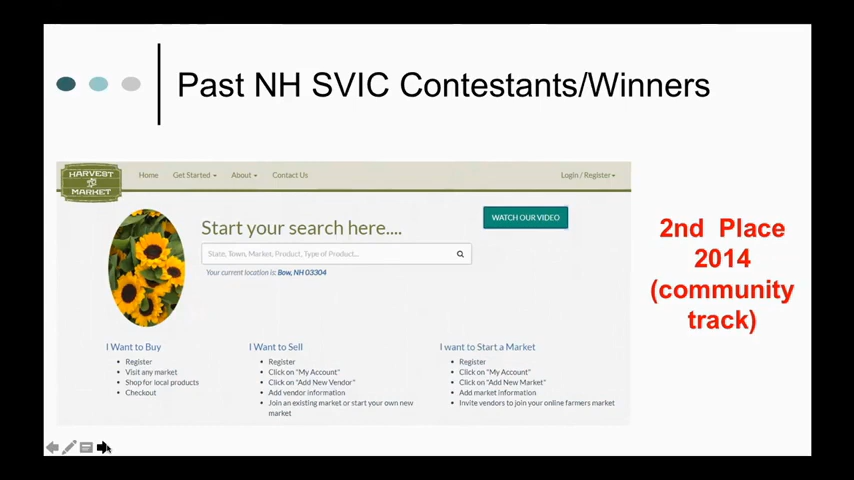 Past NH SVIC Contestants/Winners
HARVEST
MARKET
Home Get Started About Contact Us Login / Register
WATCH OUR VIDEO
Start your search here....
State, Town, Market, Product, Type of Product...
Your current location is: Bow, NH 03304
2nd Place
2014
(community
track)
I Want to Buy
• Register
• Visit any market
• Shop for local products
• Checkout
I Want to Sell
• Register
• Click on "My Account"
• Click on "Add New Vendor"
• Add vendor information
• Join an existing market or start your own new
market
I want to Start a Market
• Register
• Click on "My Account"
• Click on "Add New Market"
• Add market information
• Invite vendors to join your online farmers market